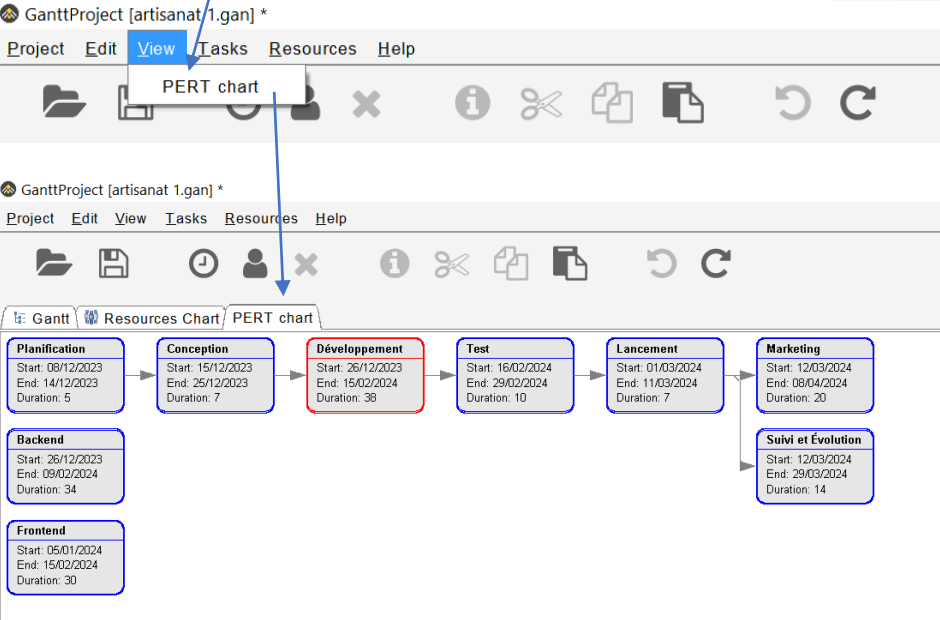 GanttProject [artisanat 1.gan] *
Project Edit View Tasks Resources Help
PERT chart
GanttProject [artisanat 1.gan] *
Project Edit View Tasks Resources Help
Gantt Resources Chart PERT chart
Planification
Start: 08/12/2023
End: 14/12/2023
Duration: 5
Conception
Start: 15/12/2023
End: 25/12/2023
Duration: 7
Développement
Start: 26/12/2023
End: 15/02/2024
Duration: 38
Test
Start: 16/02/2024
End: 29/02/2024
Duration: 10
Lancement
Start: 01/03/2024
End: 11/03/2024
Duration: 7
Marketing
Start: 12/03/2024
End: 08/04/2024
Duration: 20
Backend
Start: 26/12/2023
End: 09/02/2024
Duration: 34
Suivi et Évolution
Start: 12/03/2024
End: 29/03/2024
Duration: 14
Frontend
Start: 05/01/2024
End: 15/02/2024
Duration: 30